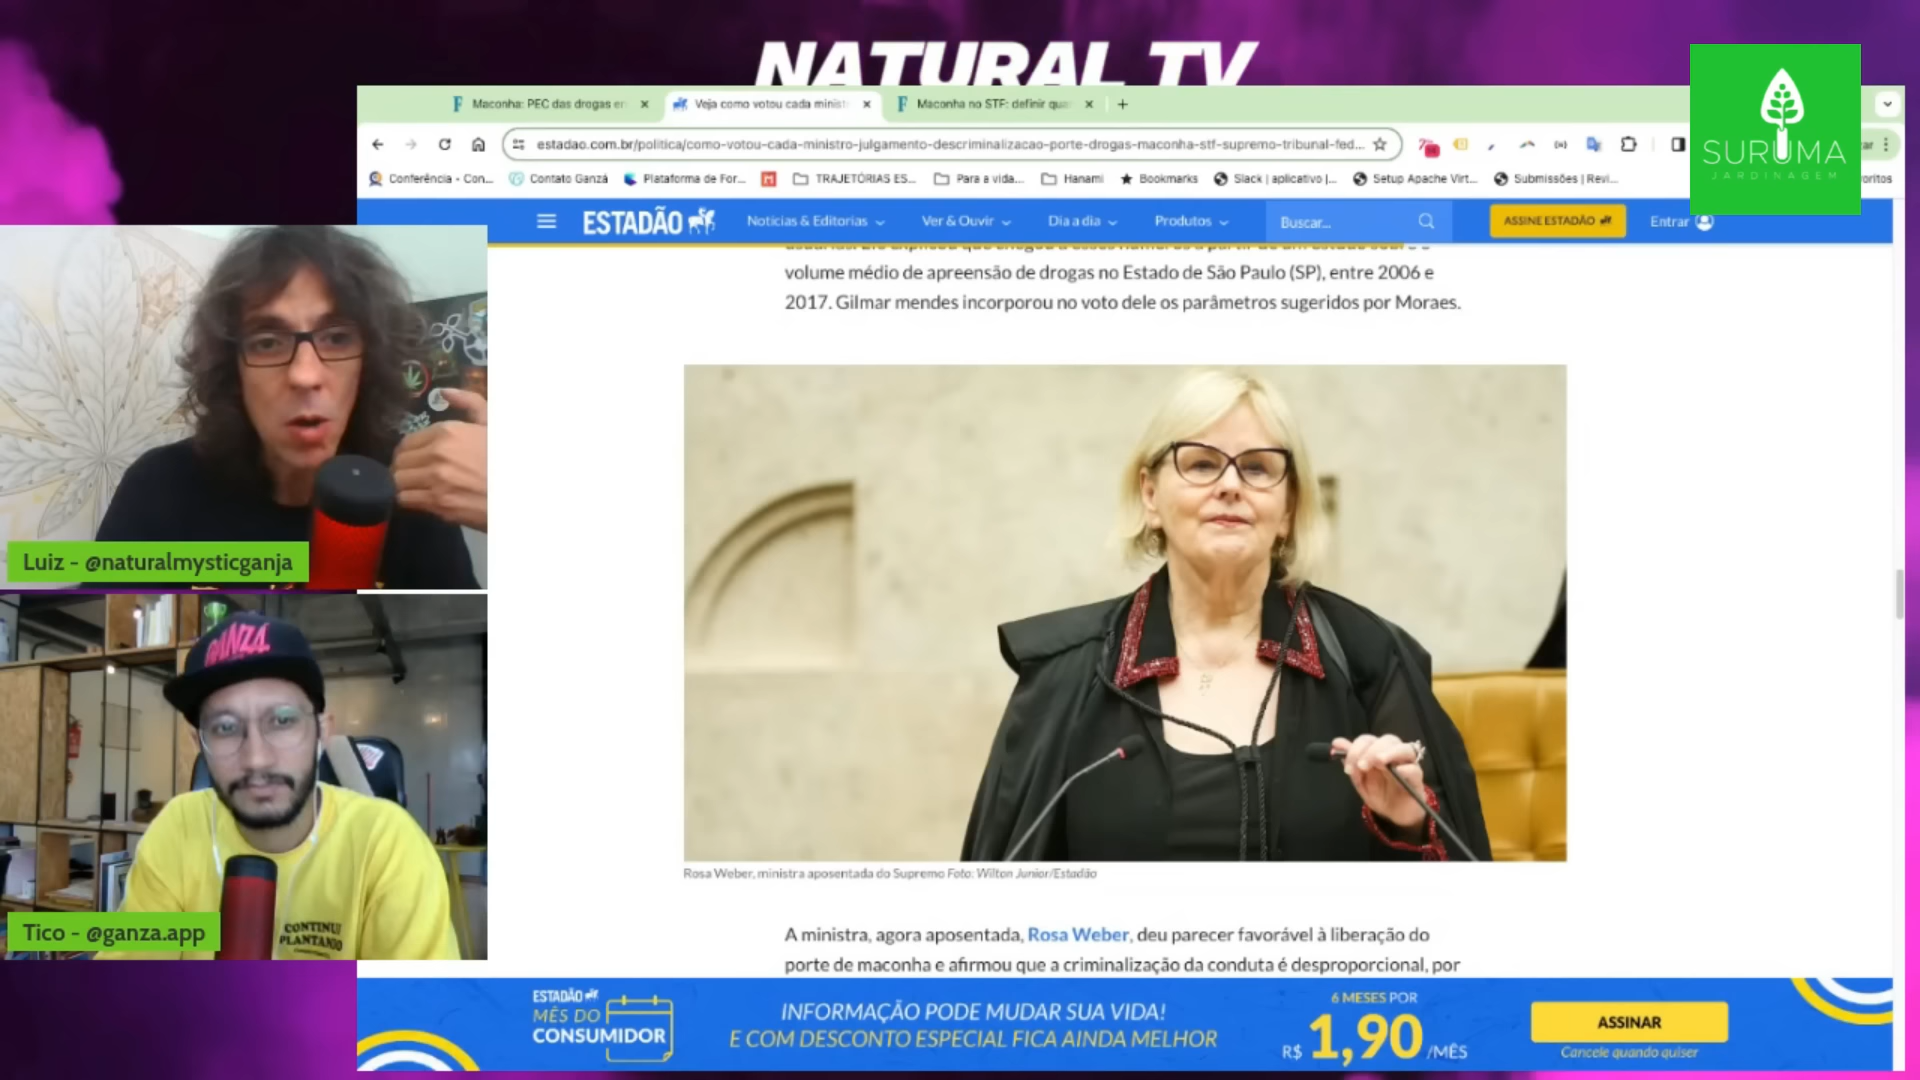 NATURAL TV
SURUMA
JARDINAGEM
Maconha: PEC das drogas en
Veja como votou cada minist
Maconha no STF: definir qua
estadao.com.br/politica/como-votou-cada-ministro-julgamento-descriminalizacao-porte-drogas-maconha-stf-supremo-tribunal-fed...
Conferência - Con...
Contato Ganzá
Plataforma de For...
TRAJETÓRIAS ES...
Para a vida...
Hanami
Bookmarks
Slack | aplicativo |...
Setup Apache Virt...
Submissões | Revi...
ESTADÃO
Notícias & Editorias
Ver & Ouvir
Dia a dia
Produtos
Buscar...
ASSINE ESTADÃO
Entrar
volume médio de apreensão de drogas no Estado de São Paulo (SP), entre 2006 e
2017. Gilmar mendes incorporou no voto dele os parâmetros sugeridos por Moraes.
Rosa Weber, ministra aposentada do Supremo Foto: Wilton Junior/Estadão
A ministra, agora aposentada, Rosa Weber, deu parecer favorável à liberação do
porte de maconha e afirmou que a criminalização da conduta é desproporcional, por
Luiz - @naturalmysticganja
GANZA
CONTINUE
PLANTANDO
Tico - @ganza.app
ESTADÃO
MÊS DO
CONSUMIDOR
INFORMAÇÃO PODE MUDAR SUA VIDA!
E COM DESCONTO ESPECIAL FICA AINDA MELHOR
6 MESES POR
R$ 1,90 /MÊS
ASSINAR
Cancele quando quiser